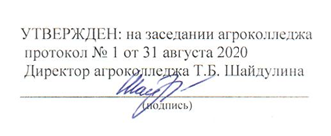 УТВЕРЖДЕН: на заседании агроколледжа
протокол № 1 от 31 августа 2020
Директор агроколледжа Т.Б. Шайдулина
(подпись)